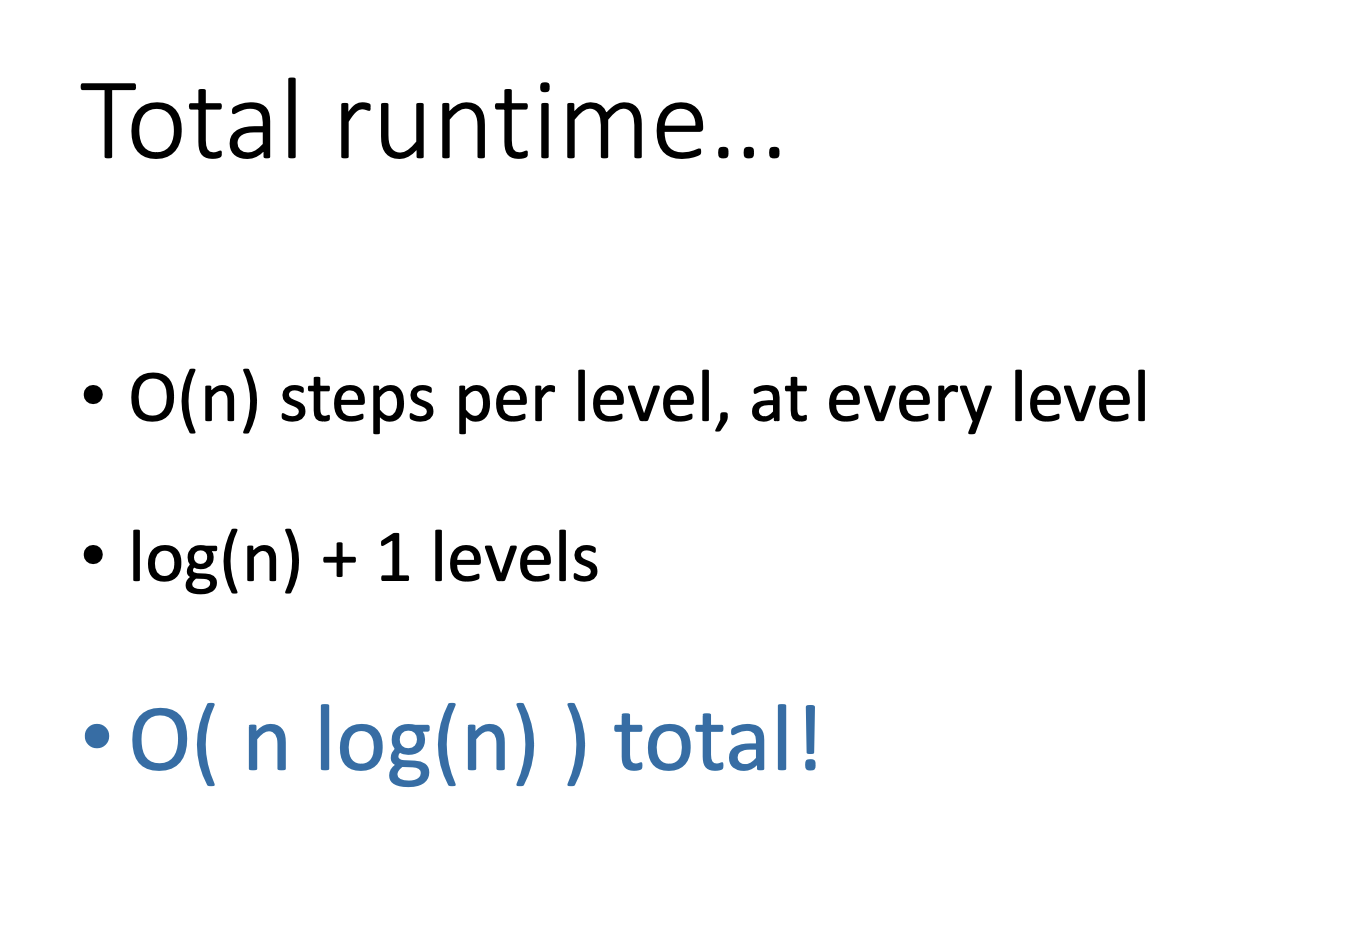 Total runtime…
• O(n) steps per level, at every level
• log(n) + 1 levels
• O( n log(n) ) total!